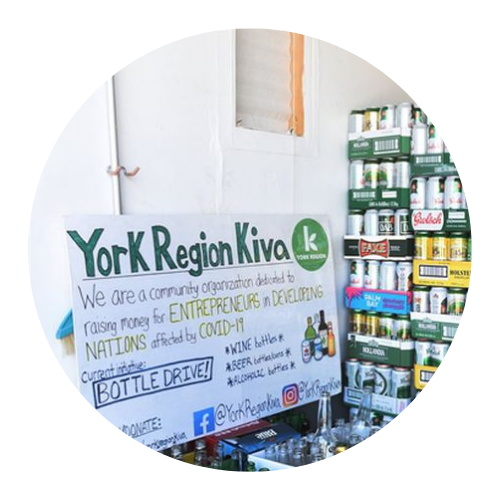 York Region Kiva
k
YORK REGION
We are a community organization dedicated to
raising money for ENTREPRENEURS in DEVELOPING
NATIONS affected by COVID-19
current initiative:
BOTTLE DRIVE!
*WINE bottles*
*BEER bottles/cans*
*ALCOHOLIC bottles*
DONATE:
@YorkRegionKiva
@YorkRegionKiva
Grolsch
HOLSTEN
PALM BAY
HOLLANDIA